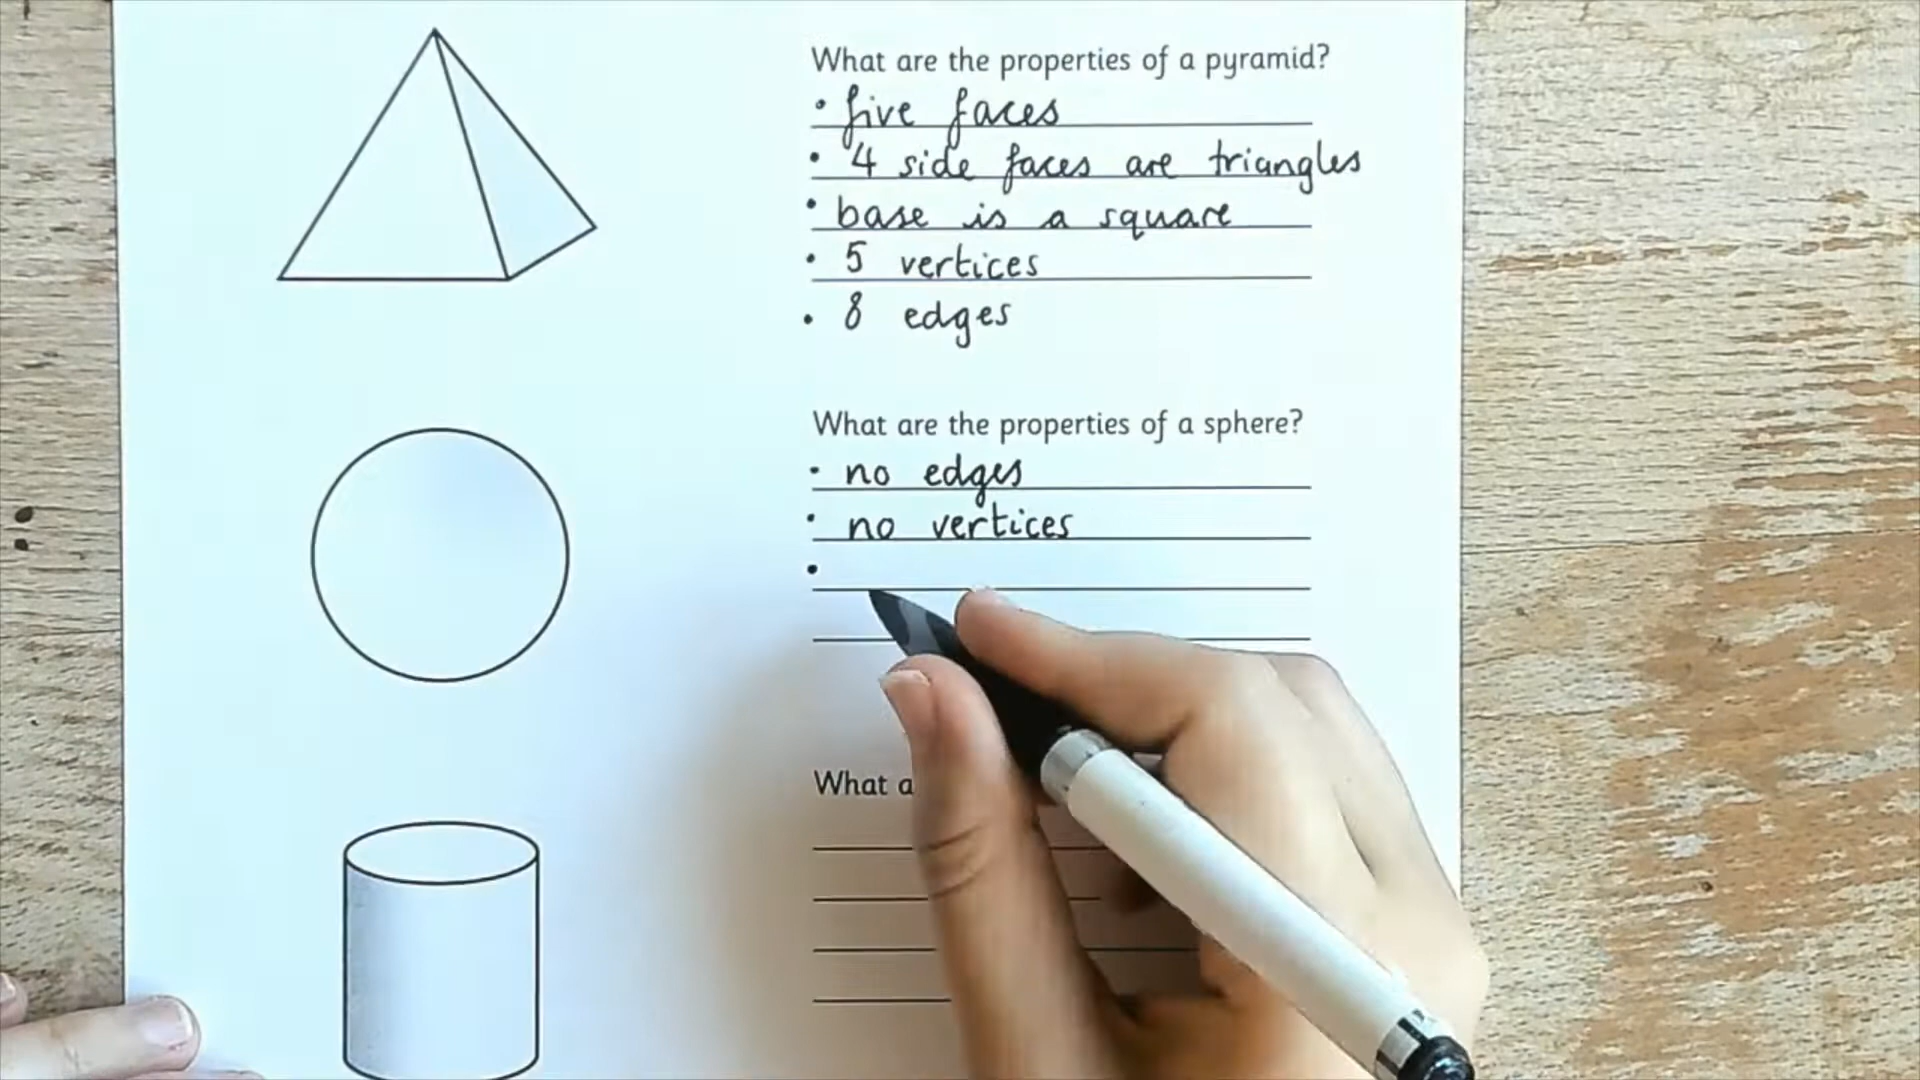 What are the properties of a pyramid?
• five faces
• 4 side faces are triangles
• base is a square
• 5 vertices
• 8 edges
What are the properties of a sphere?
• no edges
• no vertices
•
What a